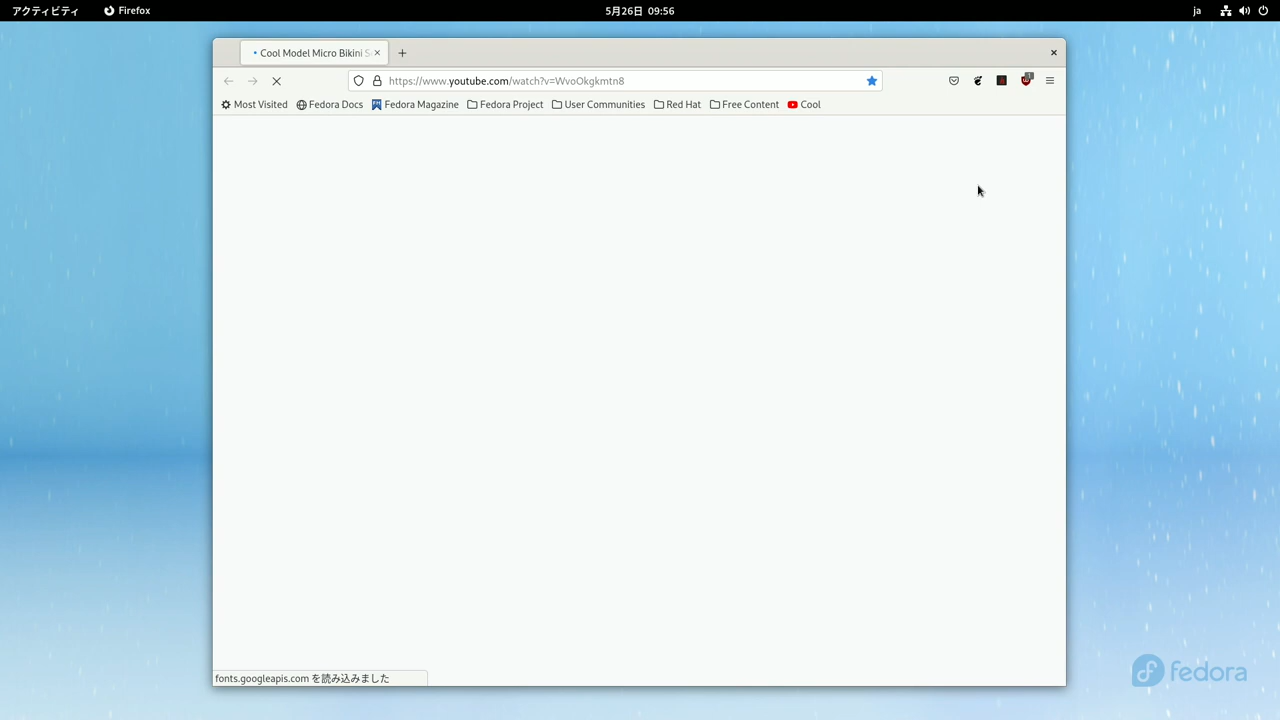 アクティビティ Firefox 5月26日 09:56 ja
Cool Model Micro Bikini S
https://www.youtube.com/watch?v=WvoOkgkmtn8 1
Most Visited Fedora Docs Fedora Magazine Fedora Project User Communities Red Hat Free Content Cool
fedora
fonts.googleapis.com を読み込みました